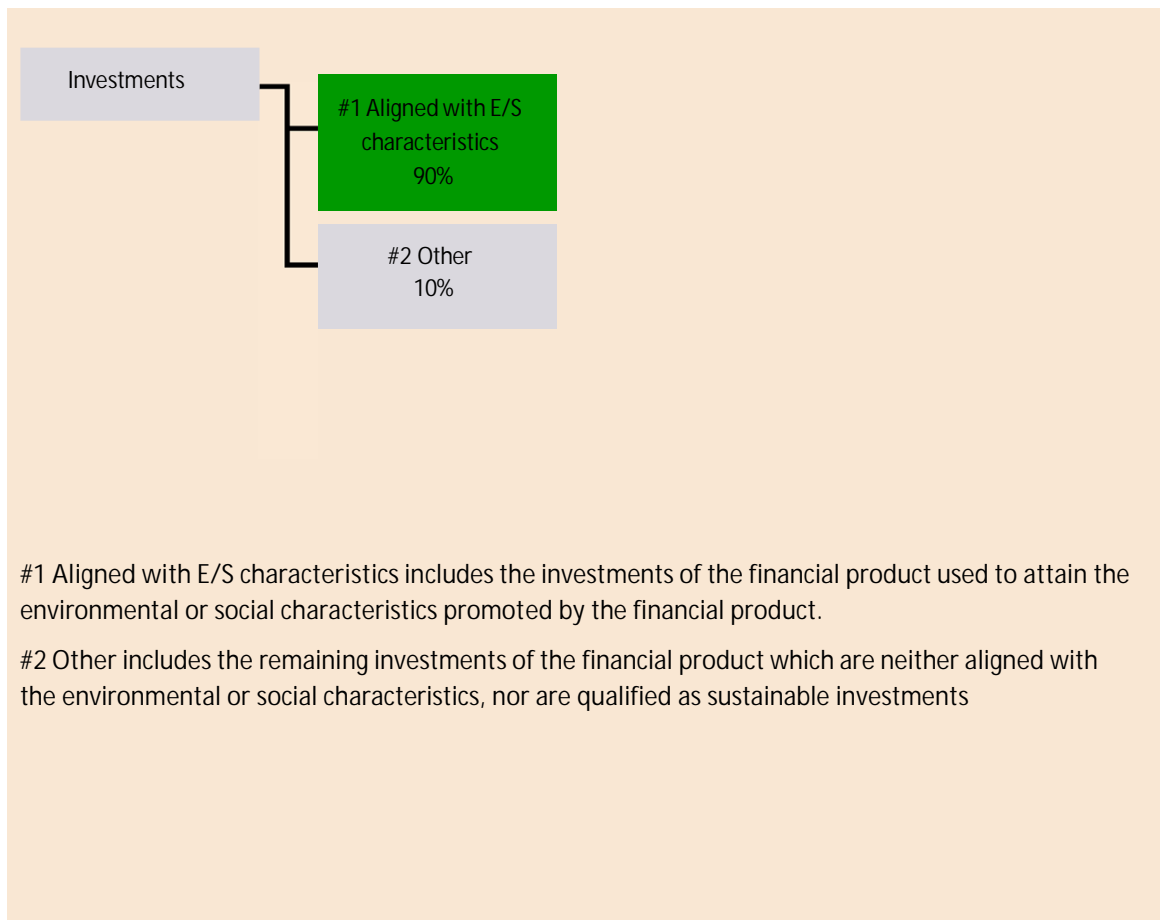 Investments
#1 Aligned with E/S
characteristics
90%
#2 Other
10%
#1 Aligned with E/S characteristics includes the investments of the financial product used to attain the
environmental or social characteristics promoted by the financial product.
#2 Other includes the remaining investments of the financial product which are neither aligned with
the environmental or social characteristics, nor are qualified as sustainable investments